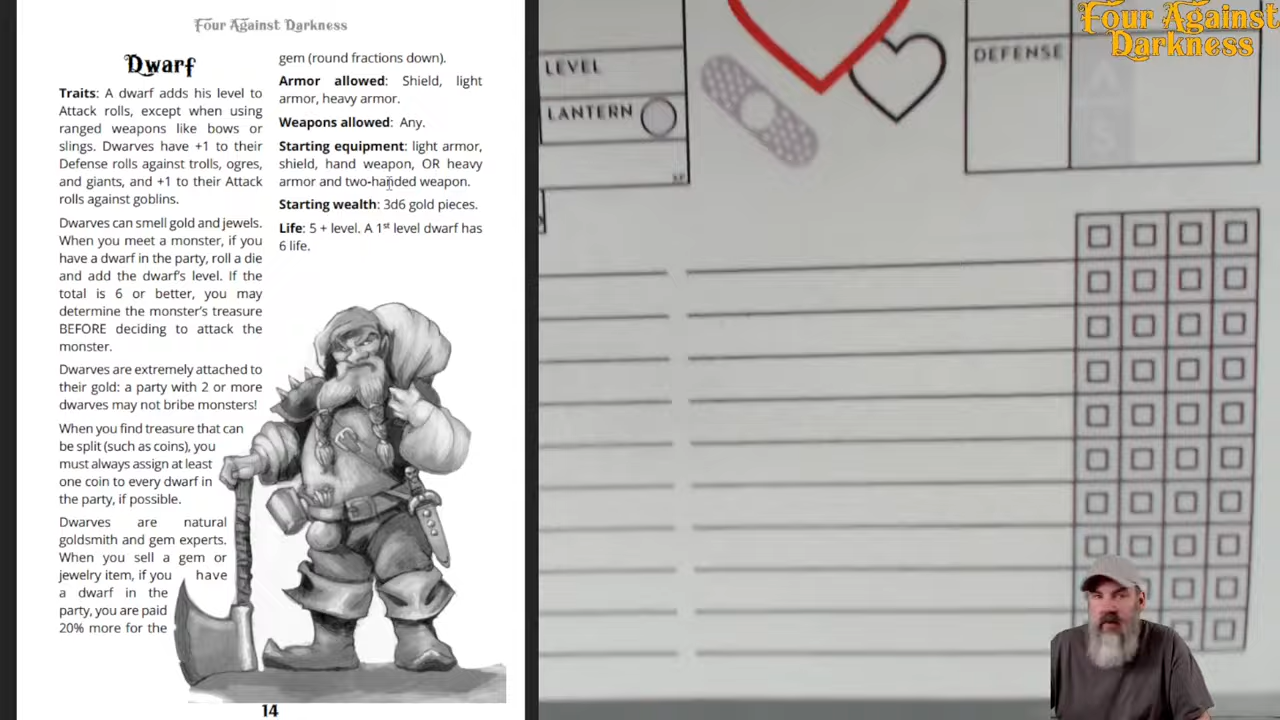 Four Against Darkness
Dwarf
Traits: A dwarf adds his level to
Attack rolls, except when using
ranged weapons like bows or
slings. Dwarves have +1 to their
Defense rolls against trolls, ogres,
and giants, and +1 to their Attack
rolls against goblins.
Dwarves can smell gold and jewels.
When you meet a monster, if you
have a dwarf in the party, roll a die
and add the dwarf's level. If the
total is 6 or better, you may
determine the monster's treasure
BEFORE deciding to attack the
monster.
Dwarves are extremely attached to
their gold: a party with 2 or more
dwarves may not bribe monsters!
When you find treasure that can
be split (such as coins), you
must always assign at least
one coin to every dwarf in
the party, if possible.
Dwarves are natural
goldsmith and gem experts.
When you sell a gem or
jewelry item, if you have
a dwarf in the
party, you are paid
20% more for the
gem (round fractions down).
Armor allowed: Shield, light
armor, heavy armor.
Weapons allowed: Any.
Starting equipment: light armor,
shield, hand weapon, OR heavy
armor and two-handed weapon.
Starting wealth: 3d6 gold pieces.
Life: 5 + level. A 1st level dwarf has
6 life.
14
LEVEL
LANTERN
DEFENSE
A
S
Four Against
Darkness